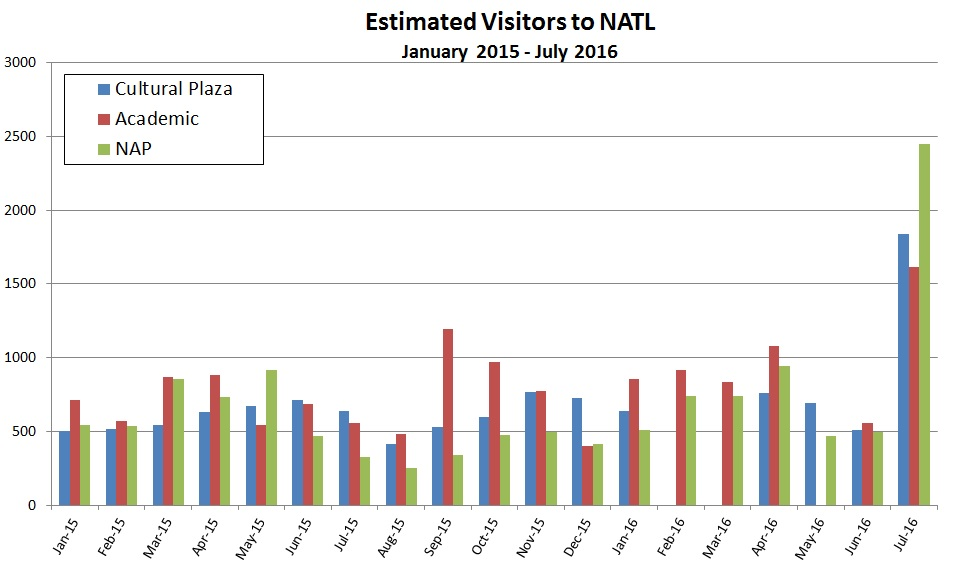 Estimated Visitors to NATL
January 2015 - July 2016
3000
Cultural Plaza
Academic
NAP
2500
2000
1500
1000
500
0
Jan-15
Feb-15
Mar-15
Apr-15
May-15
Jun-15
Jul-15
Aug-15
Sep-15
Oct-15
Nov-15
Dec-15
Jan-16
Feb-16
Mar-16
Apr-16
May-16
Jun-16
Jul-16